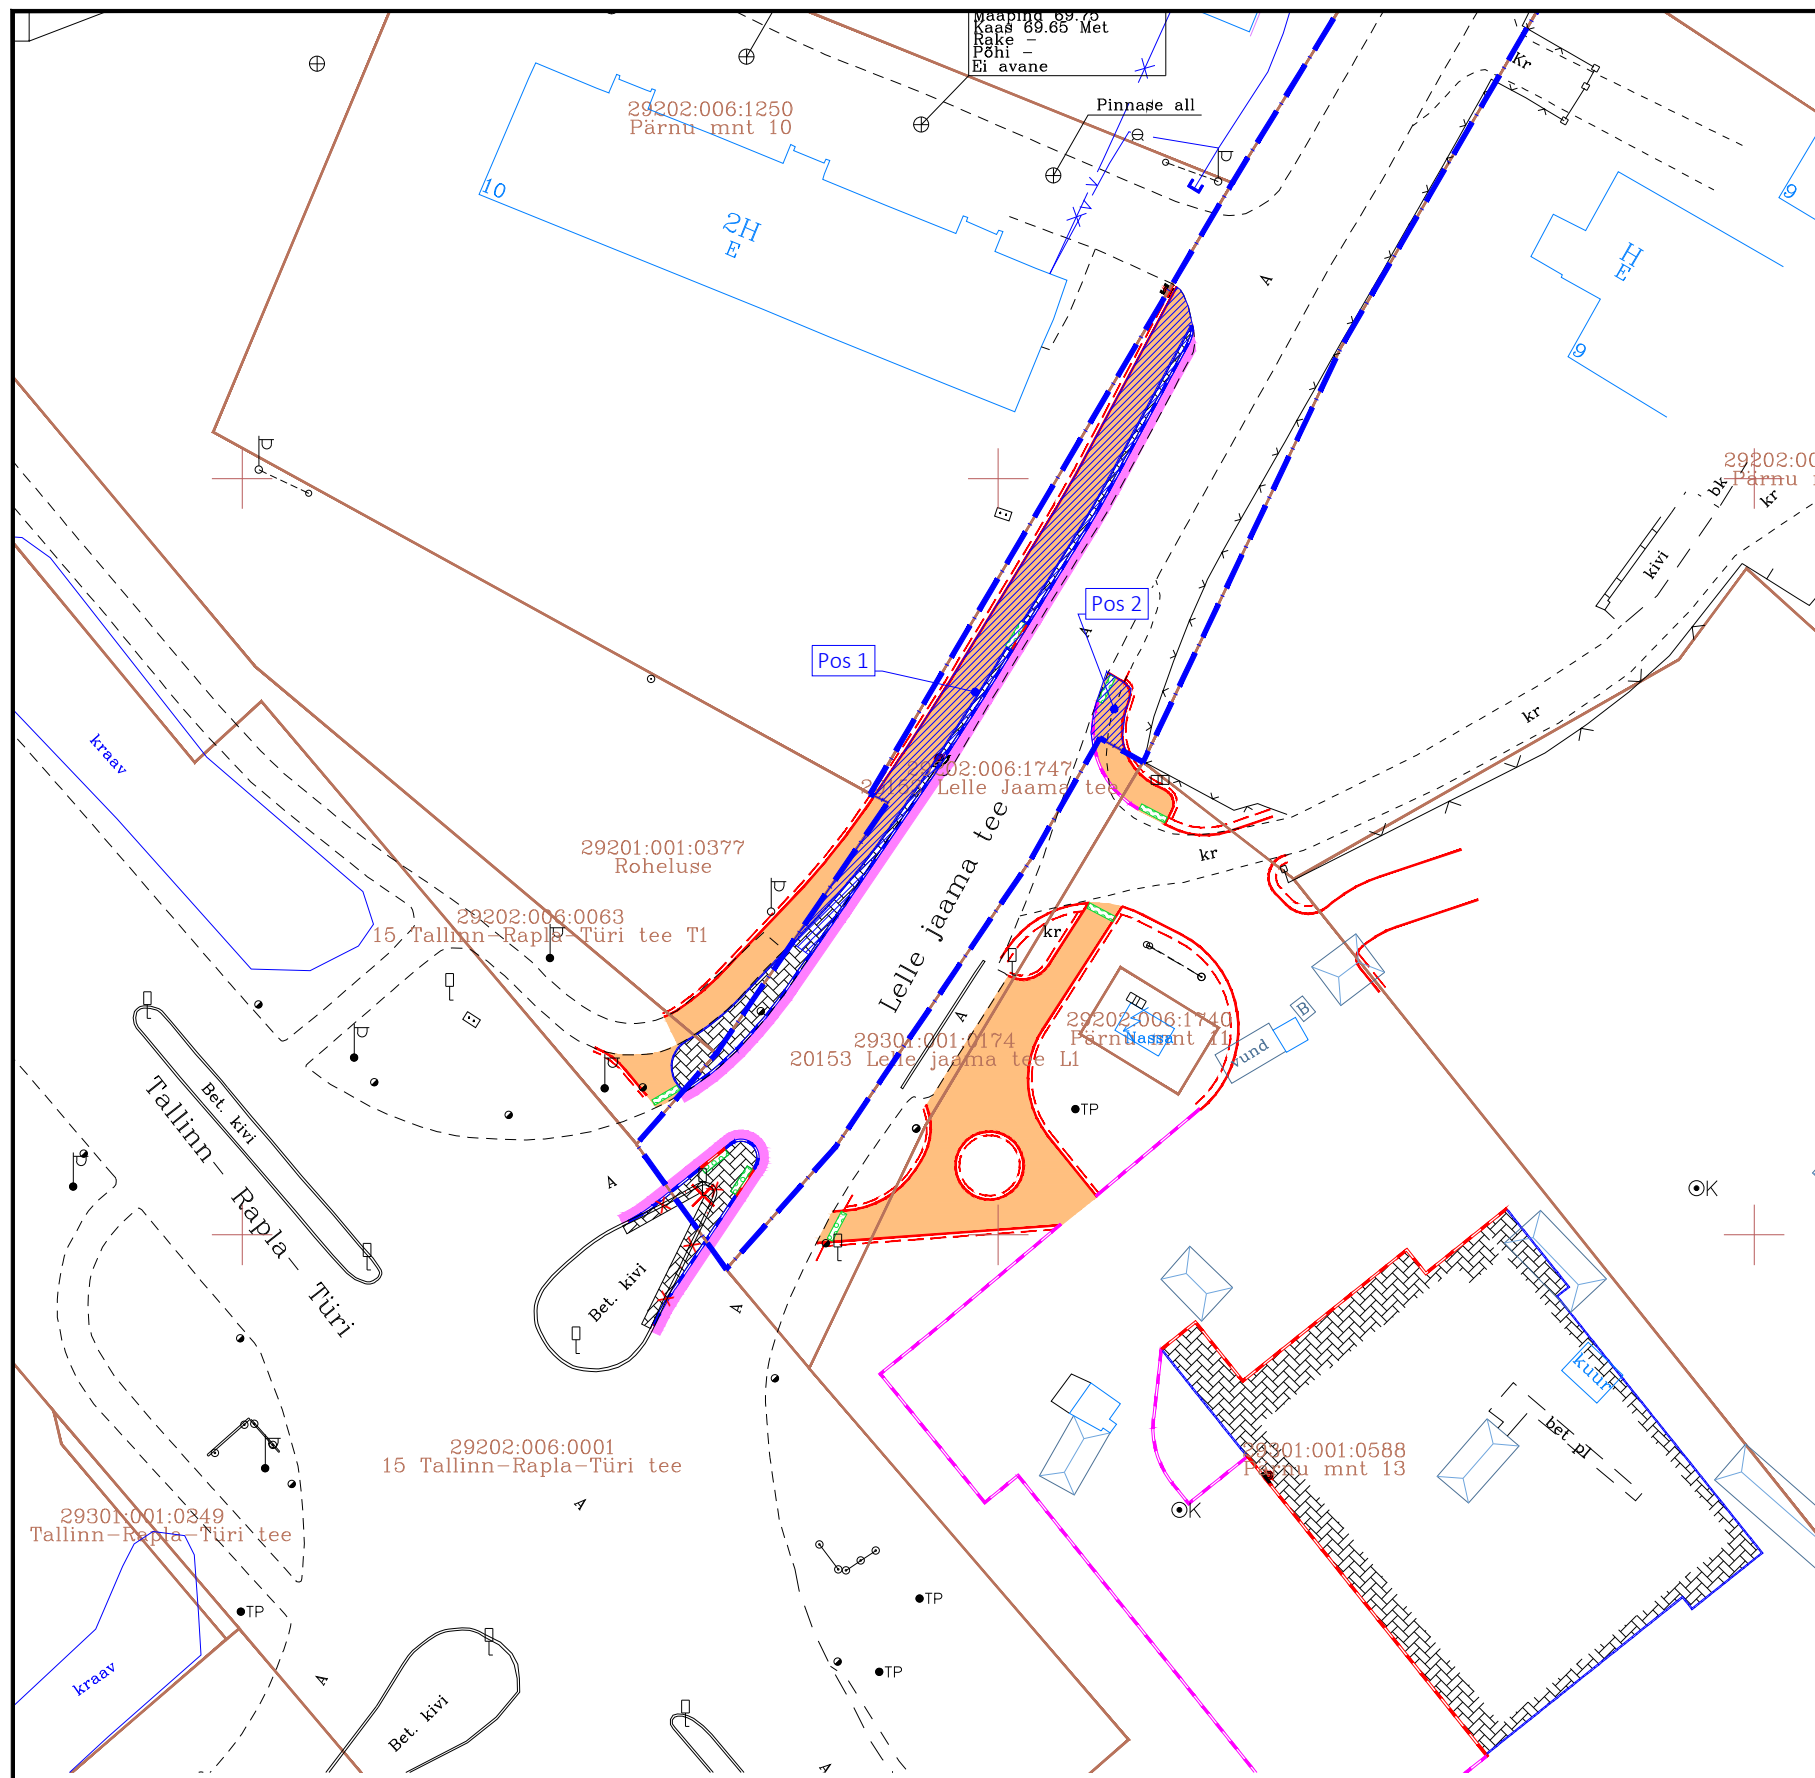 Maapind 69.75
Kaas 69.65 Met
Rake -
Põhi -
Ei avane
Pinnase all
Kr
29202:006:1250
Pärnu mnt 10
10
2H
E
E
V
V
A
H
E
9
9
bk
kr
kivi
Pos 2
A
Pos 1
kr
kraav
29202:006:1747
Lelle Jaama tee
29201:001:0377
Roheluse
kr
Lelle jaama tee
29202:006:0063
15 Tallinn-Rapla-Türi tee T1
kr
A
29202:006:1740
Pärnu mnt 11
29301:001:0174
20153 Lelle jaama tee L1
B
vund
TP
Bet. kivi
Tallinn- Rapla - Türi
A
K
Bet. kivi
A
kuur
bet pl
29202:006:0001
15 Tallinn-Rapla-Türi tee
29301:001:0588
Pärnu mnt 13
A
K
29301:001:0249
Tallinn-Rapla-Türi tee
TP
TP
TP
kraav
A
Bet. kivi
A